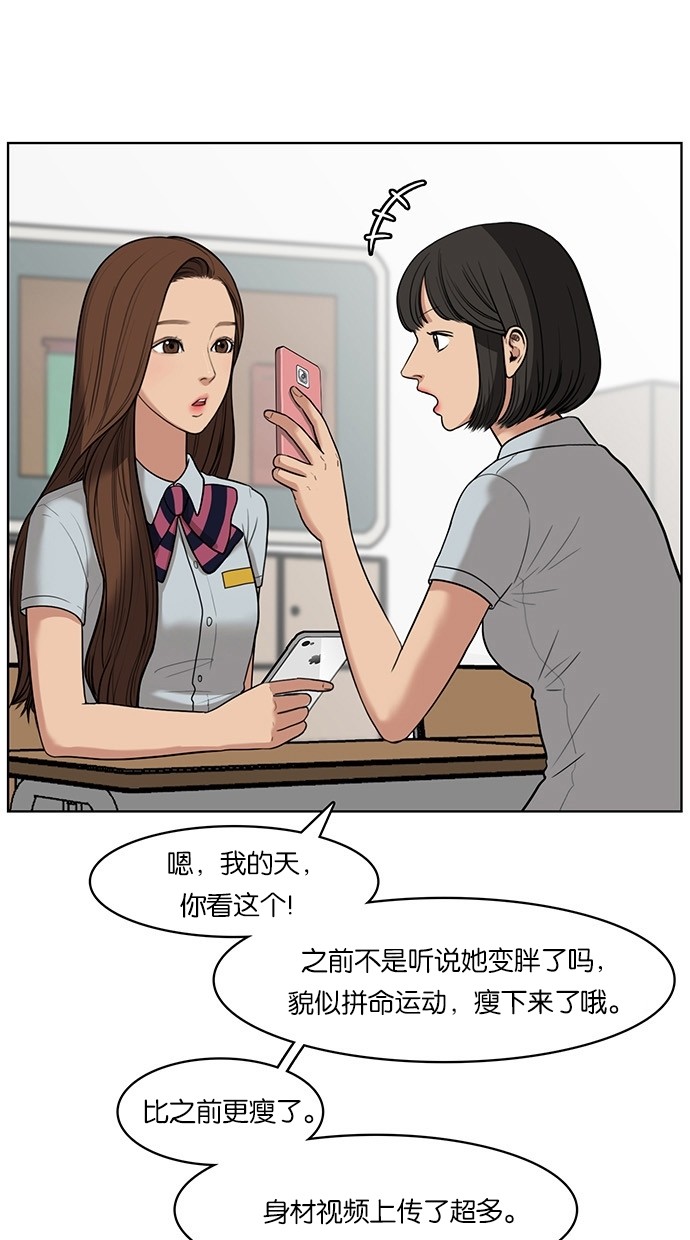 嗯，我的天，
你看这个!
之前不是听说她变胖了吗，
貌似拼命运动，瘦下来了哦。
比之前更瘦了。
身材视频上传了超多。